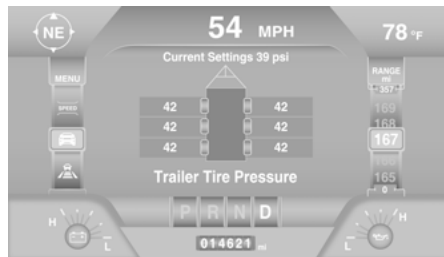 NE
54 MPH
78 °F
Current Settings 39 psi
MENU
SPEED
RANGE
mi
357
169
168
167
166
165
0
42 42
42 42
42 42
Trailer Tire Pressure
P R N D
H
L
014621 mi
L
H